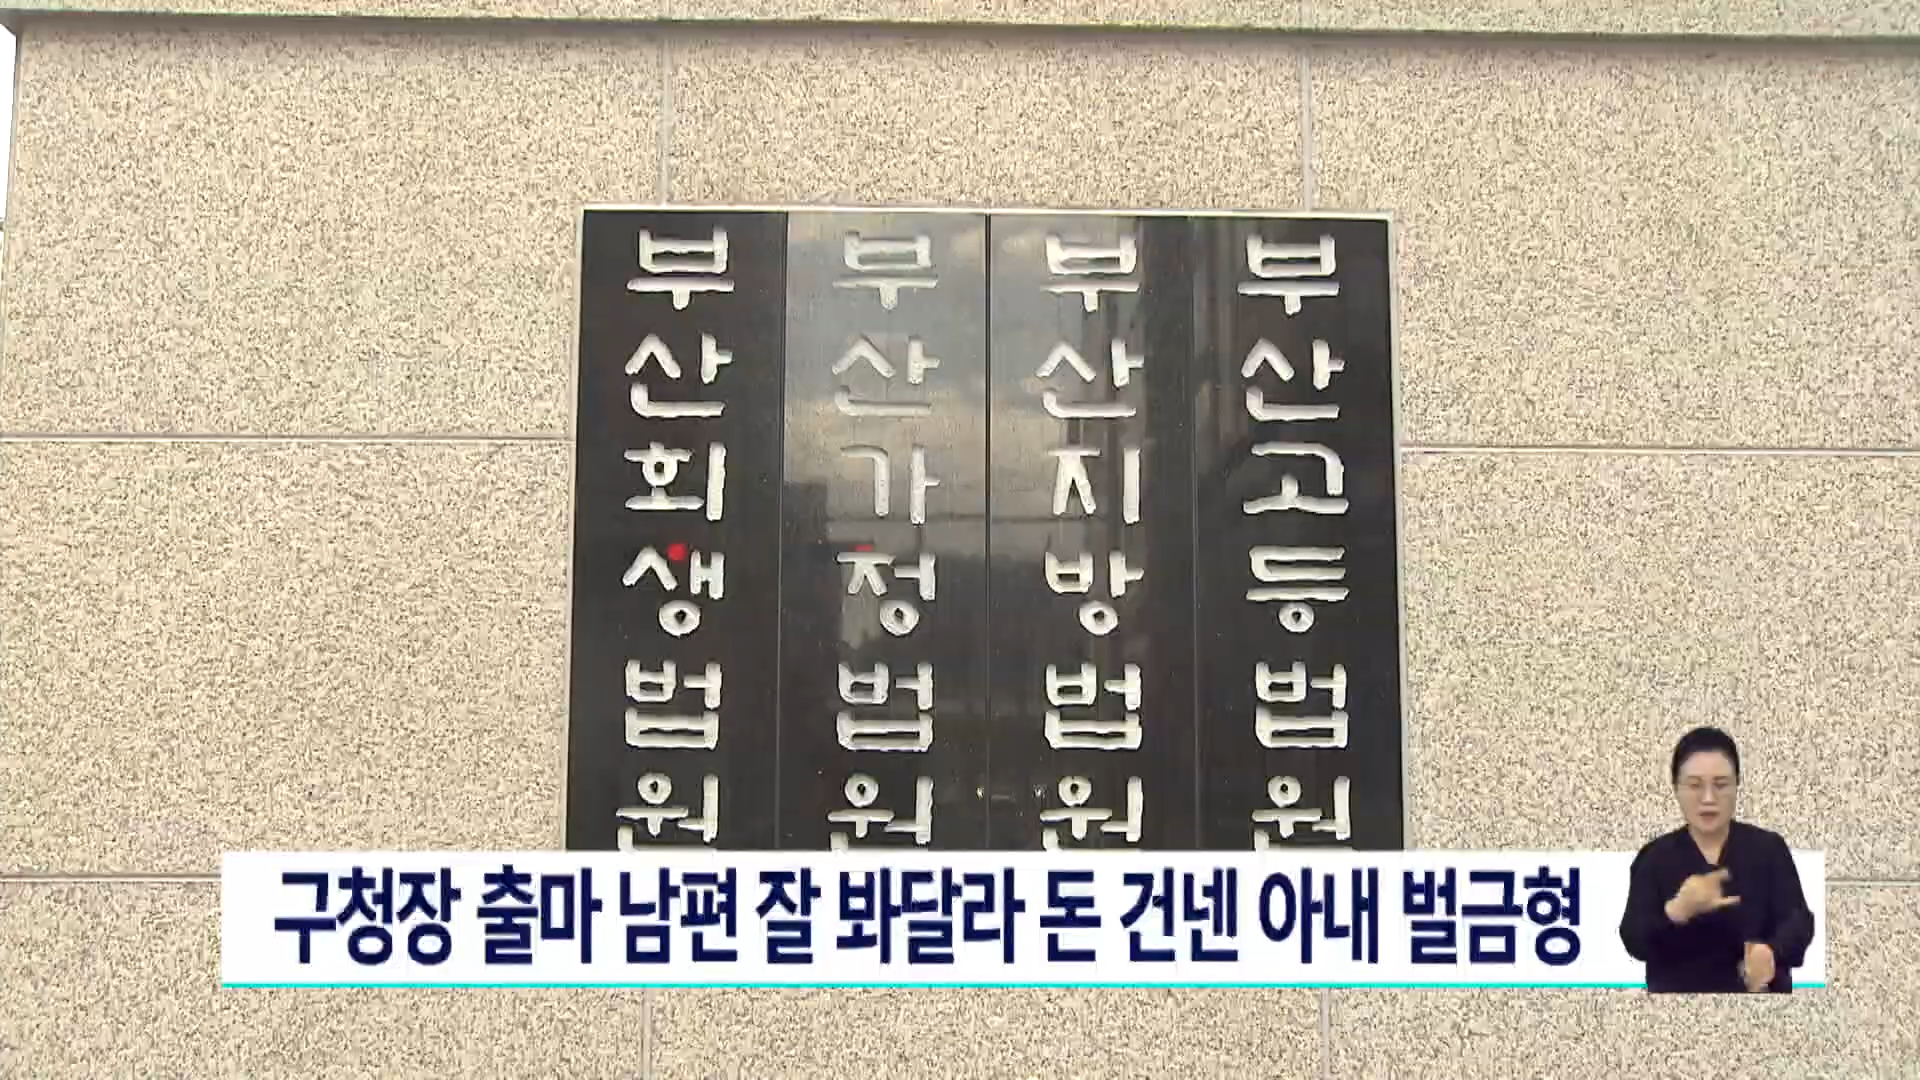 부산회생법원
부산가정법원
부산지방법원
부산고등법원
구청장 출마 남편 잘 봐달라 돈 건넨 아내 벌금형